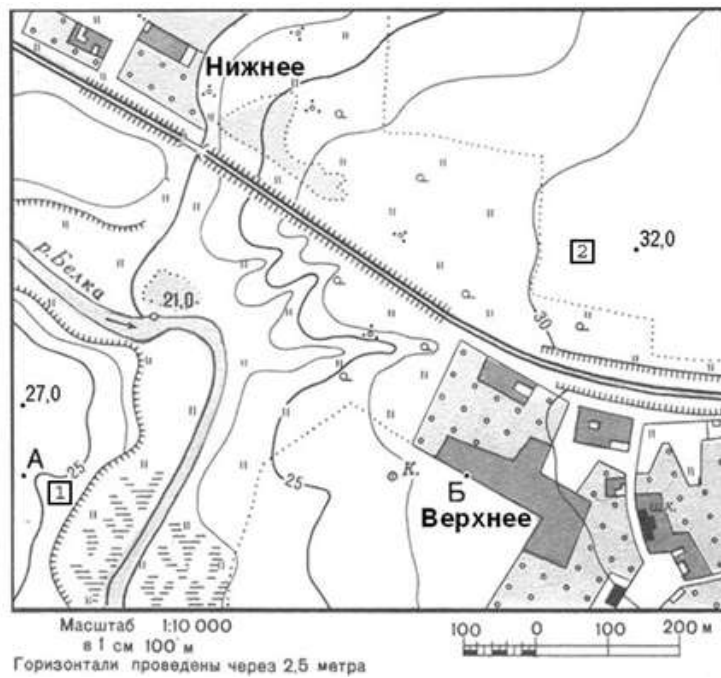 Нижнее
р. Белка
21,0
2
32,0
30
27,0
А
25
1
25
К.
Б
Верхнее
шк.
Масштаб 1:10 000
в 1 см 100 м
Горизонтали проведены через 2,5 метра
100 0 100 200 м